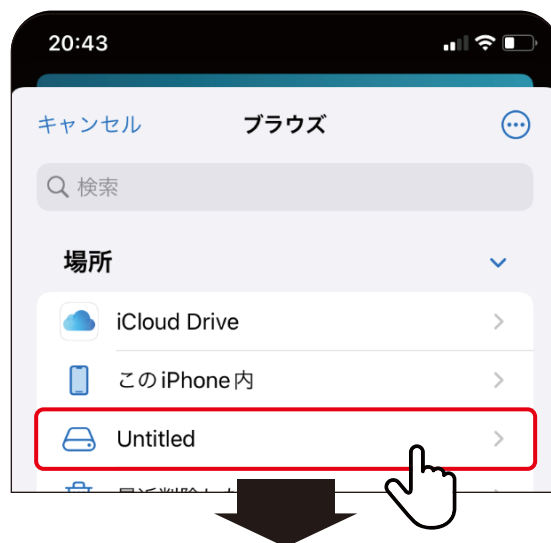 20:43
キャンセル ブラウズ
検索
場所
iCloud Drive
このiPhone内
Untitled